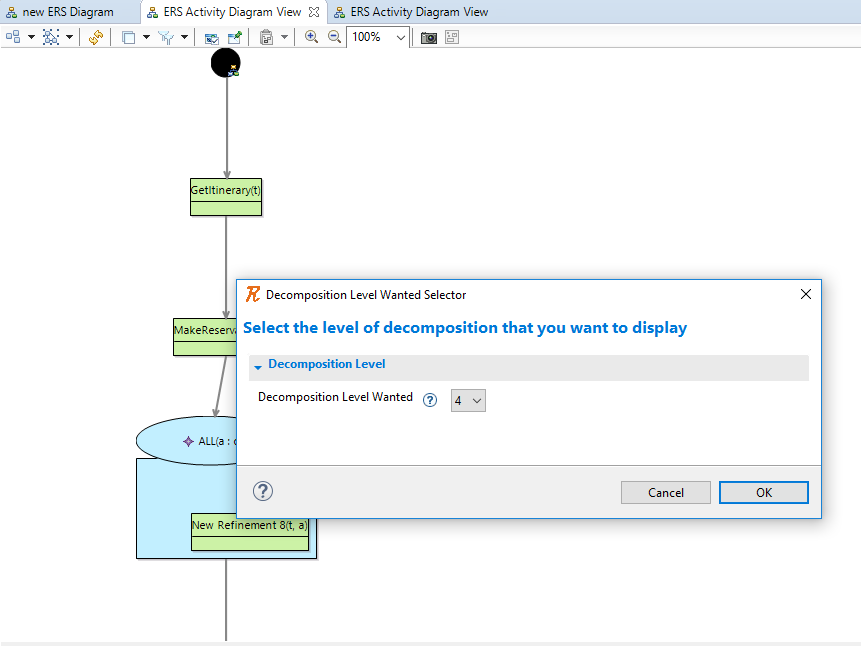 new ERS Diagram
ERS Activity Diagram View
ERS Activity Diagram View
100%
GetItinerary(t)
Decomposition Level Wanted Selector
Select the level of decomposition that you want to display
Decomposition Level
Decomposition Level Wanted
4
MakeReserva
ALL(a :
Cancel
OK
New Refinement 8(t, a)